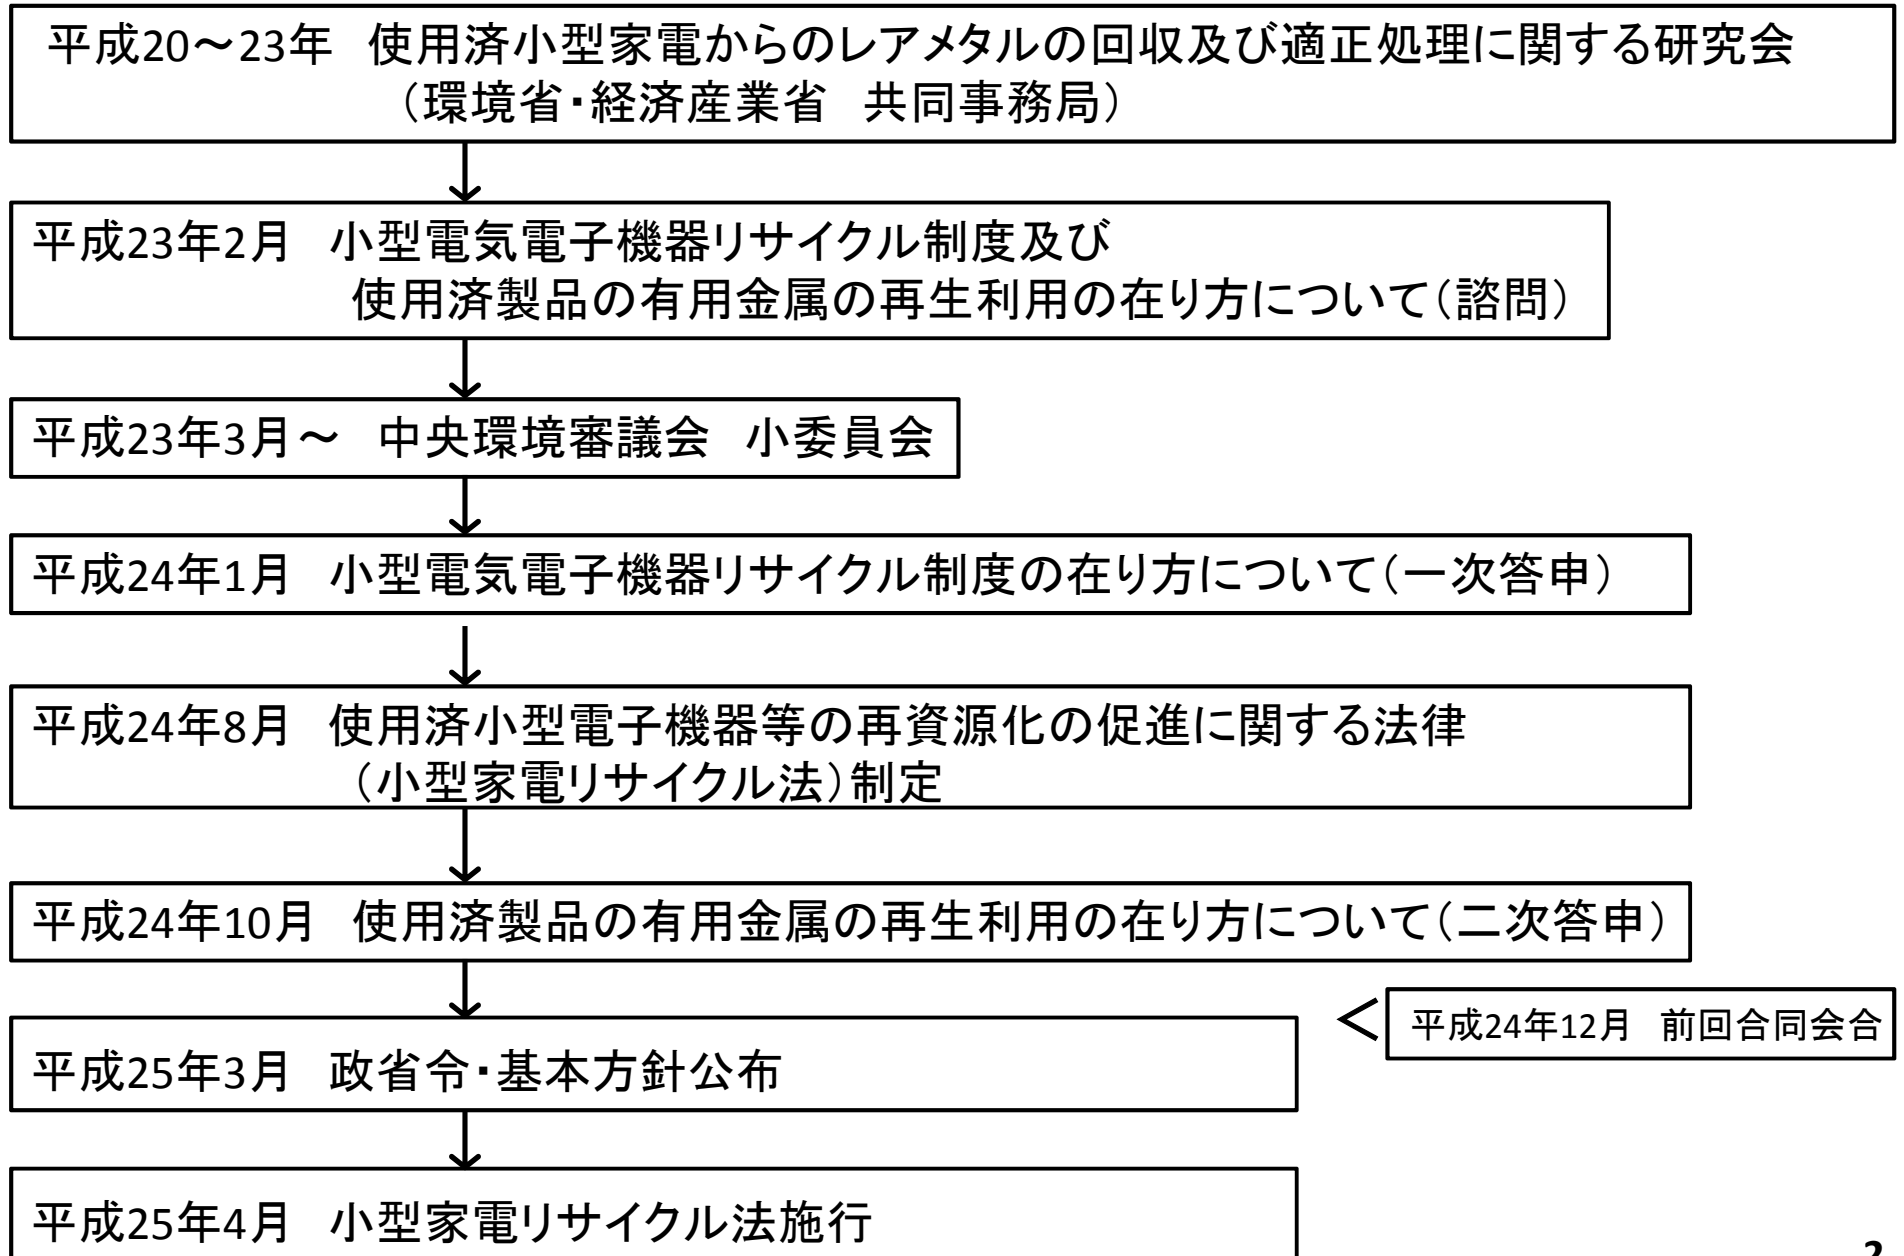 平成20～23年　使用済小型家電からのレアメタルの回収及び適正処理に関する研究会
（環境省・経済産業省　共同事務局）
平成23年2月　小型電気電子機器リサイクル制度及び
使用済製品の有用金属の再生利用の在り方について（諮問）
平成23年3月～　中央環境審議会　小委員会
平成24年1月　小型電気電子機器リサイクル制度の在り方について（一次答申）
平成24年8月　使用済小型電子機器等の再資源化の促進に関する法律
（小型家電リサイクル法）制定
平成24年10月　使用済製品の有用金属の再生利用の在り方について（二次答申）
平成24年12月　前回合同会合
平成25年3月　政省令・基本方針公布
平成25年4月　小型家電リサイクル法施行
2